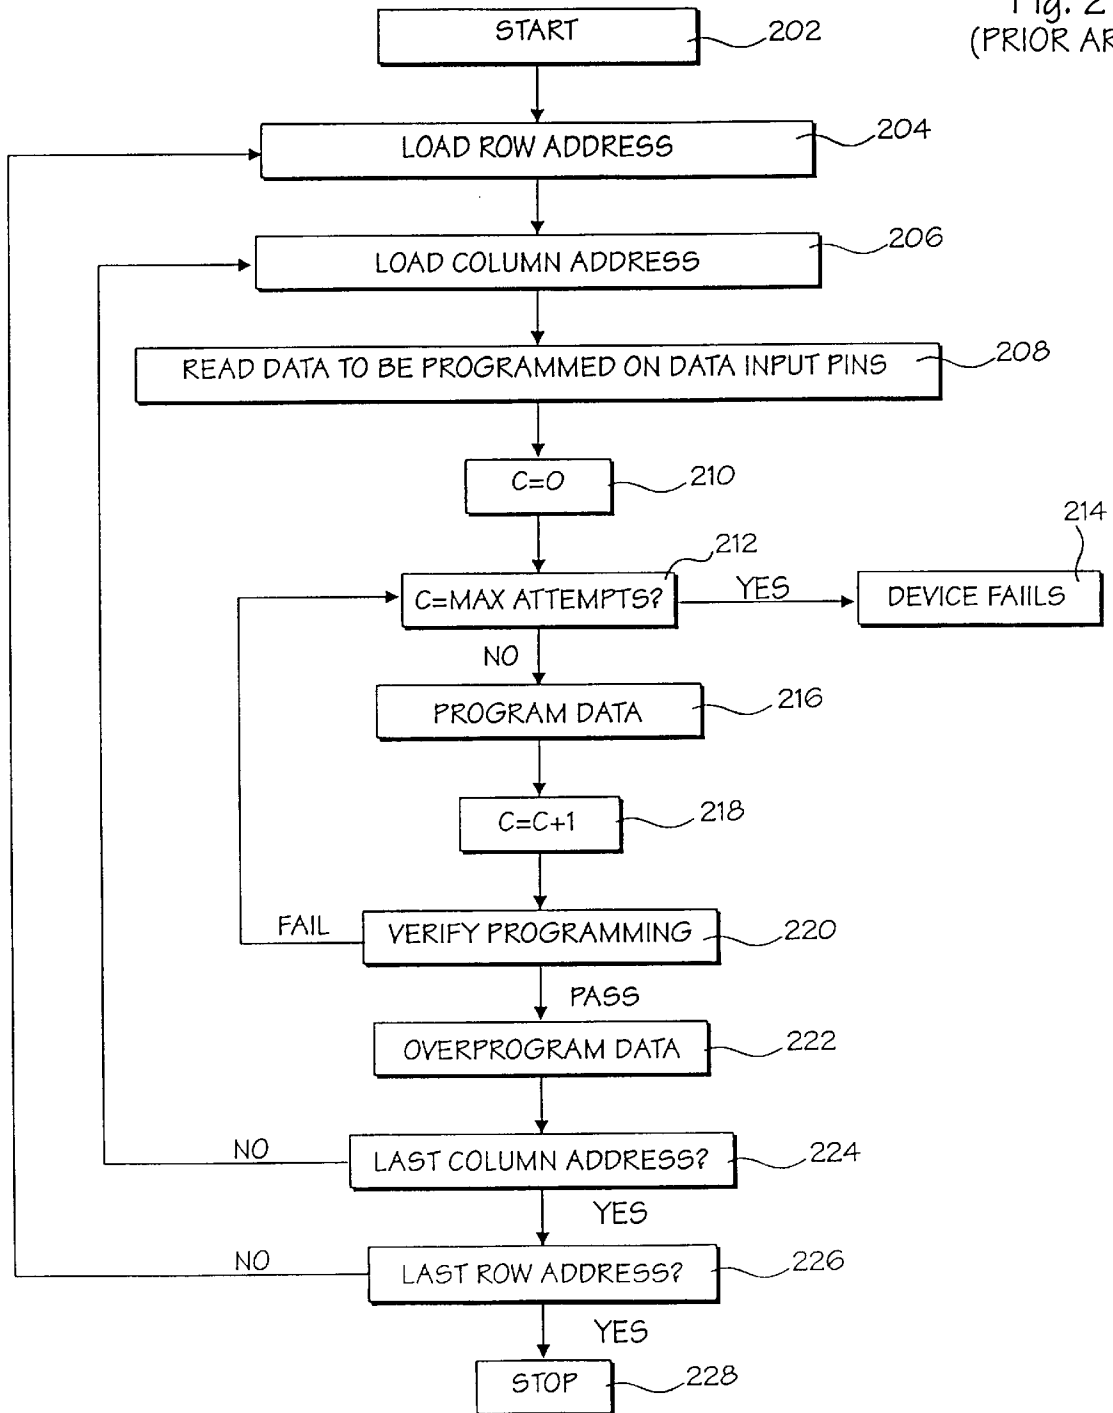 Fig. 2
(PRIOR AR
START 202
LOAD ROW ADDRESS 204
LOAD COLUMN ADDRESS 206
READ DATA TO BE PROGRAMMED ON DATA INPUT PINS 208
C=0 210
212
214
C=MAX ATTEMPTS? YES DEVICE FAIILS
NO
PROGRAM DATA 216
C=C+1 218
FAIL VERIFY PROGRAMMING 220
PASS
OVERPROGRAM DATA 222
NO LAST COLUMN ADDRESS? 224
YES
NO LAST ROW ADDRESS? 226
YES
STOP 228